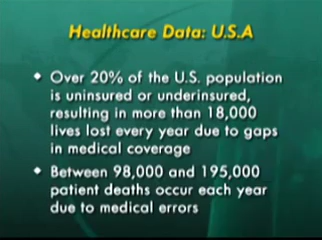 Healthcare Data: U.S.A
• Over 20% of the U.S. population
is uninsured or underinsured,
resulting in more than 18,000
lives lost every year due to gaps
in medical coverage
• Between 98,000 and 195,000
patient deaths occur each year
due to medical errors